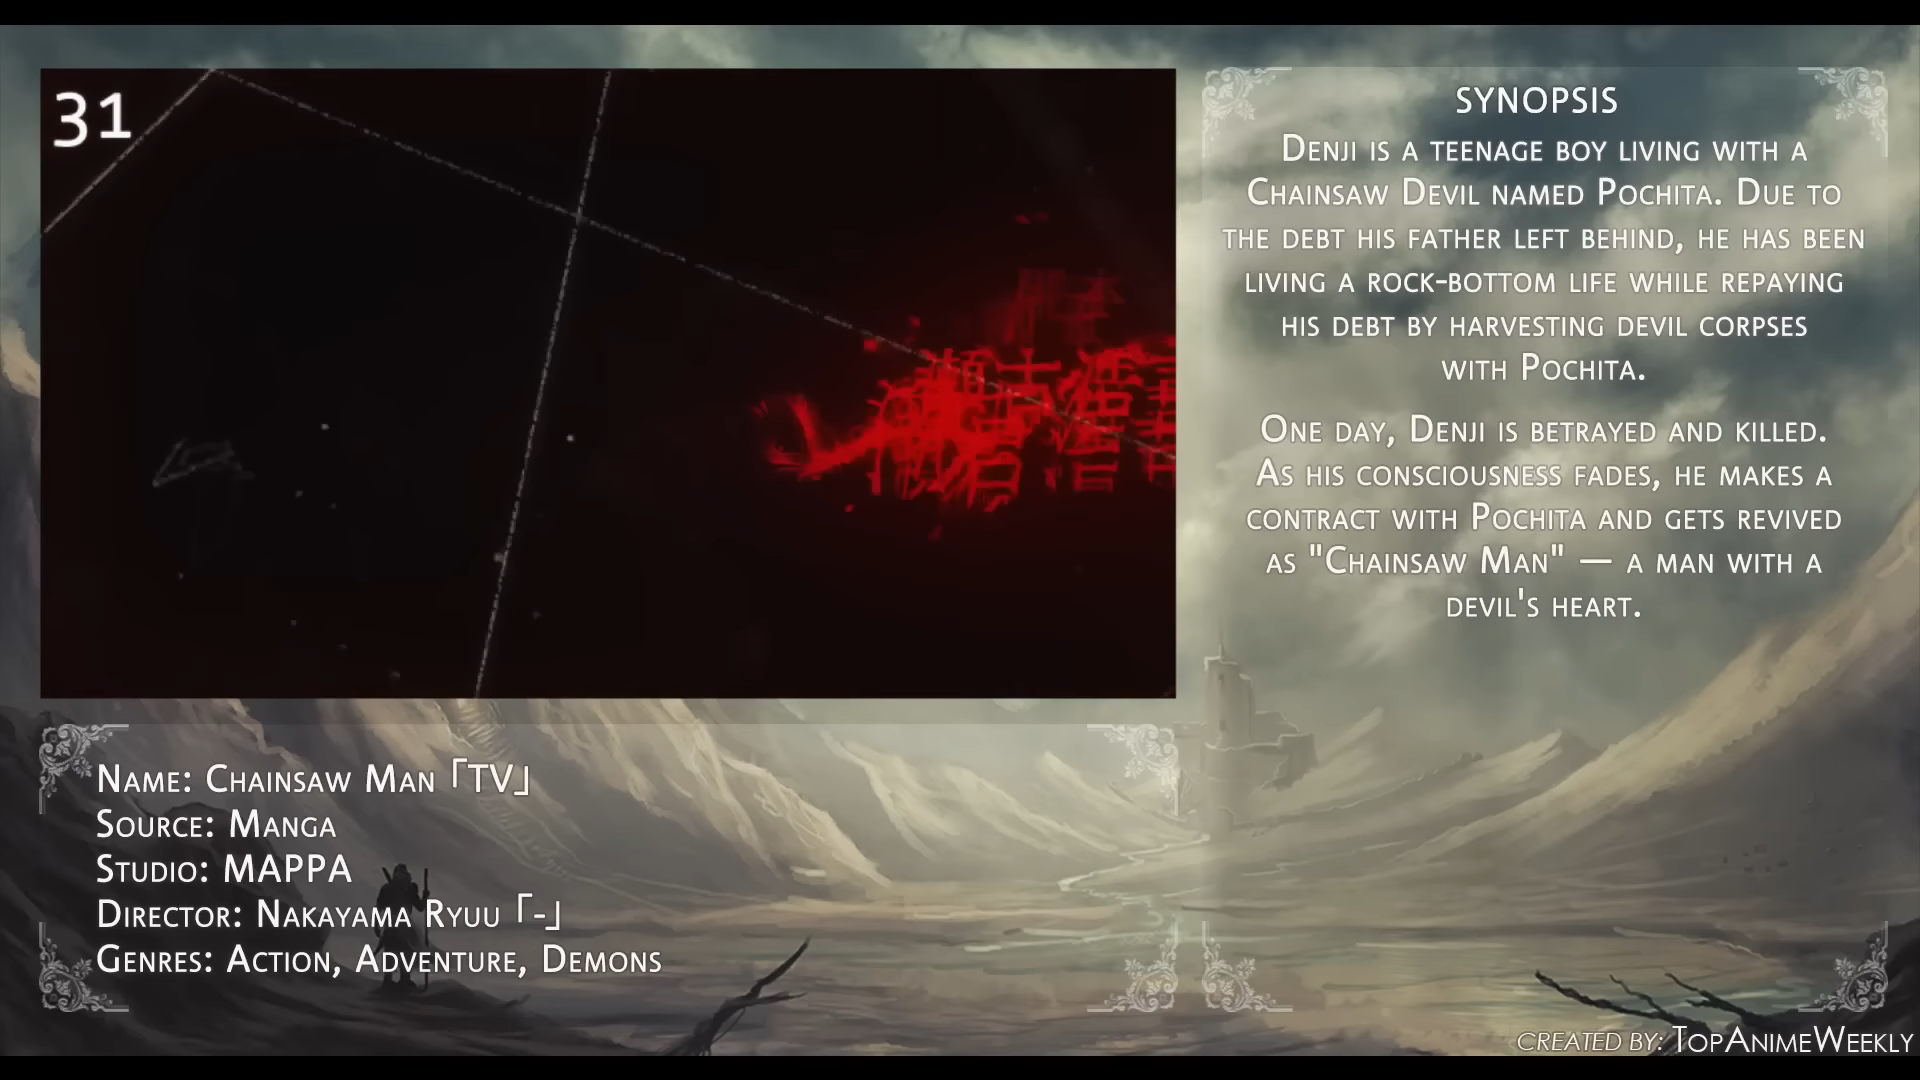 31
SYNOPSIS
Denji is a teenage boy living with a
Chainsaw Devil named Pochita. Due to
the debt his father left behind, he has been
living a rock-bottom life while repaying
his debt by harvesting devil corpses
with Pochita.
One day, Denji is betrayed and killed.
As his consciousness fades, he makes a
contract with Pochita and gets revived
as "Chainsaw Man" — a man with a
devil's heart.
Name: Chainsaw Man 「TV」
Source: Manga
Studio: MAPPA
Director: Nakayama Ryuu 「-」
Genres: Action, Adventure, Demons
CREATED BY: TopAnimeWeekly